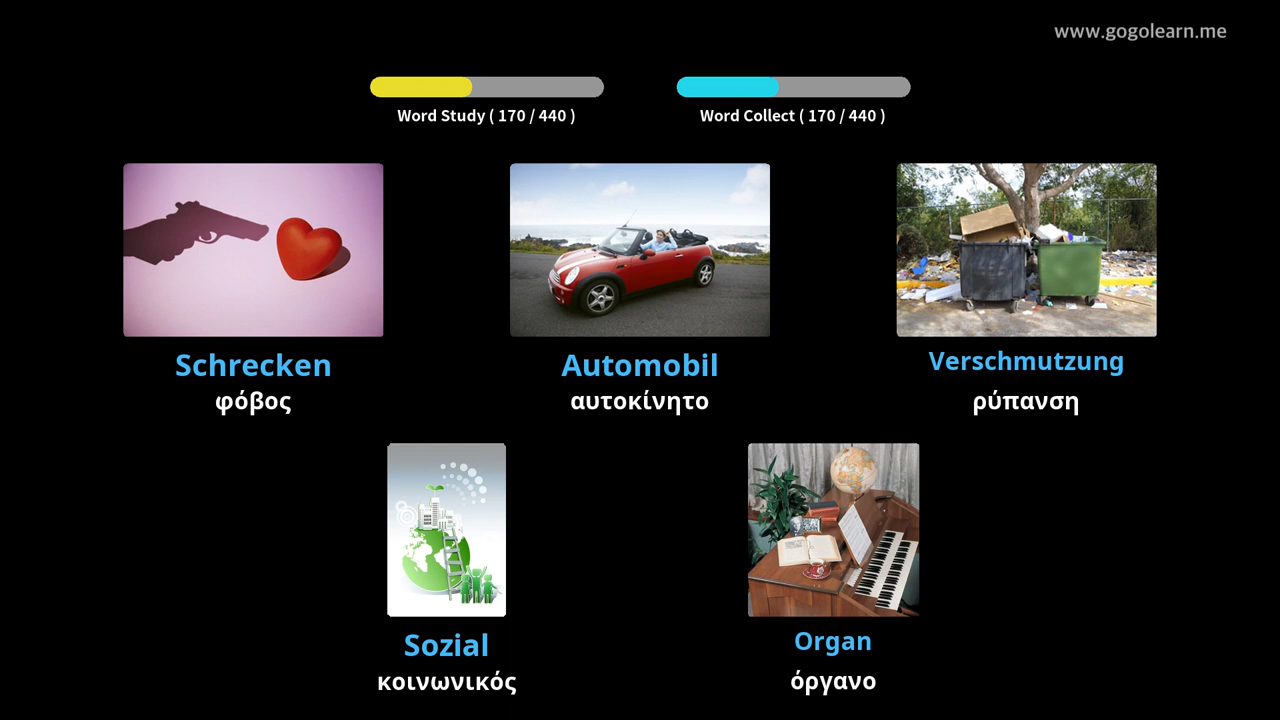 www.gogolearn.me
Word Study ( 170 / 440 )
Word Collect ( 170 / 440 )
Schrecken
φόβος
Automobil
αυτοκίνητο
Verschmutzung
ρύπανση
Sozial
κοινωνικός
Organ
όργανο